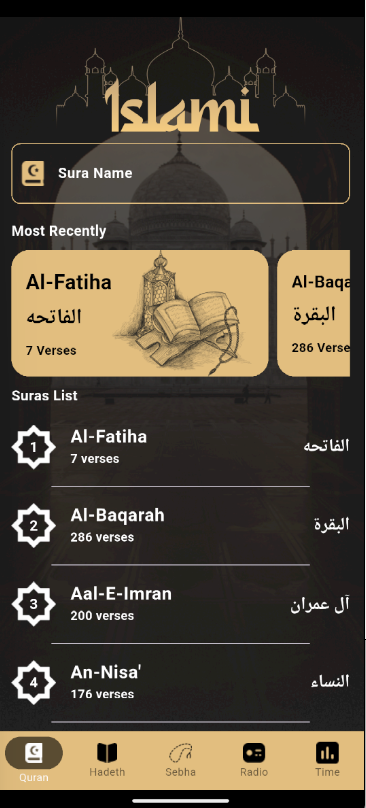 Islami
Sura Name
Most Recently
Al-Fatiha
الفاتحه
7 Verses
Al-Baqa
البقرة
286 Verse
Suras List
1
Al-Fatiha
7 verses
الفاتحه
2
Al-Baqarah
286 verses
البقرة
3
Aal-E-Imran
200 verses
آل عمران
4
An-Nisa'
176 verses
النساء
Quran
Hadeth
Sebha
Radio
Time